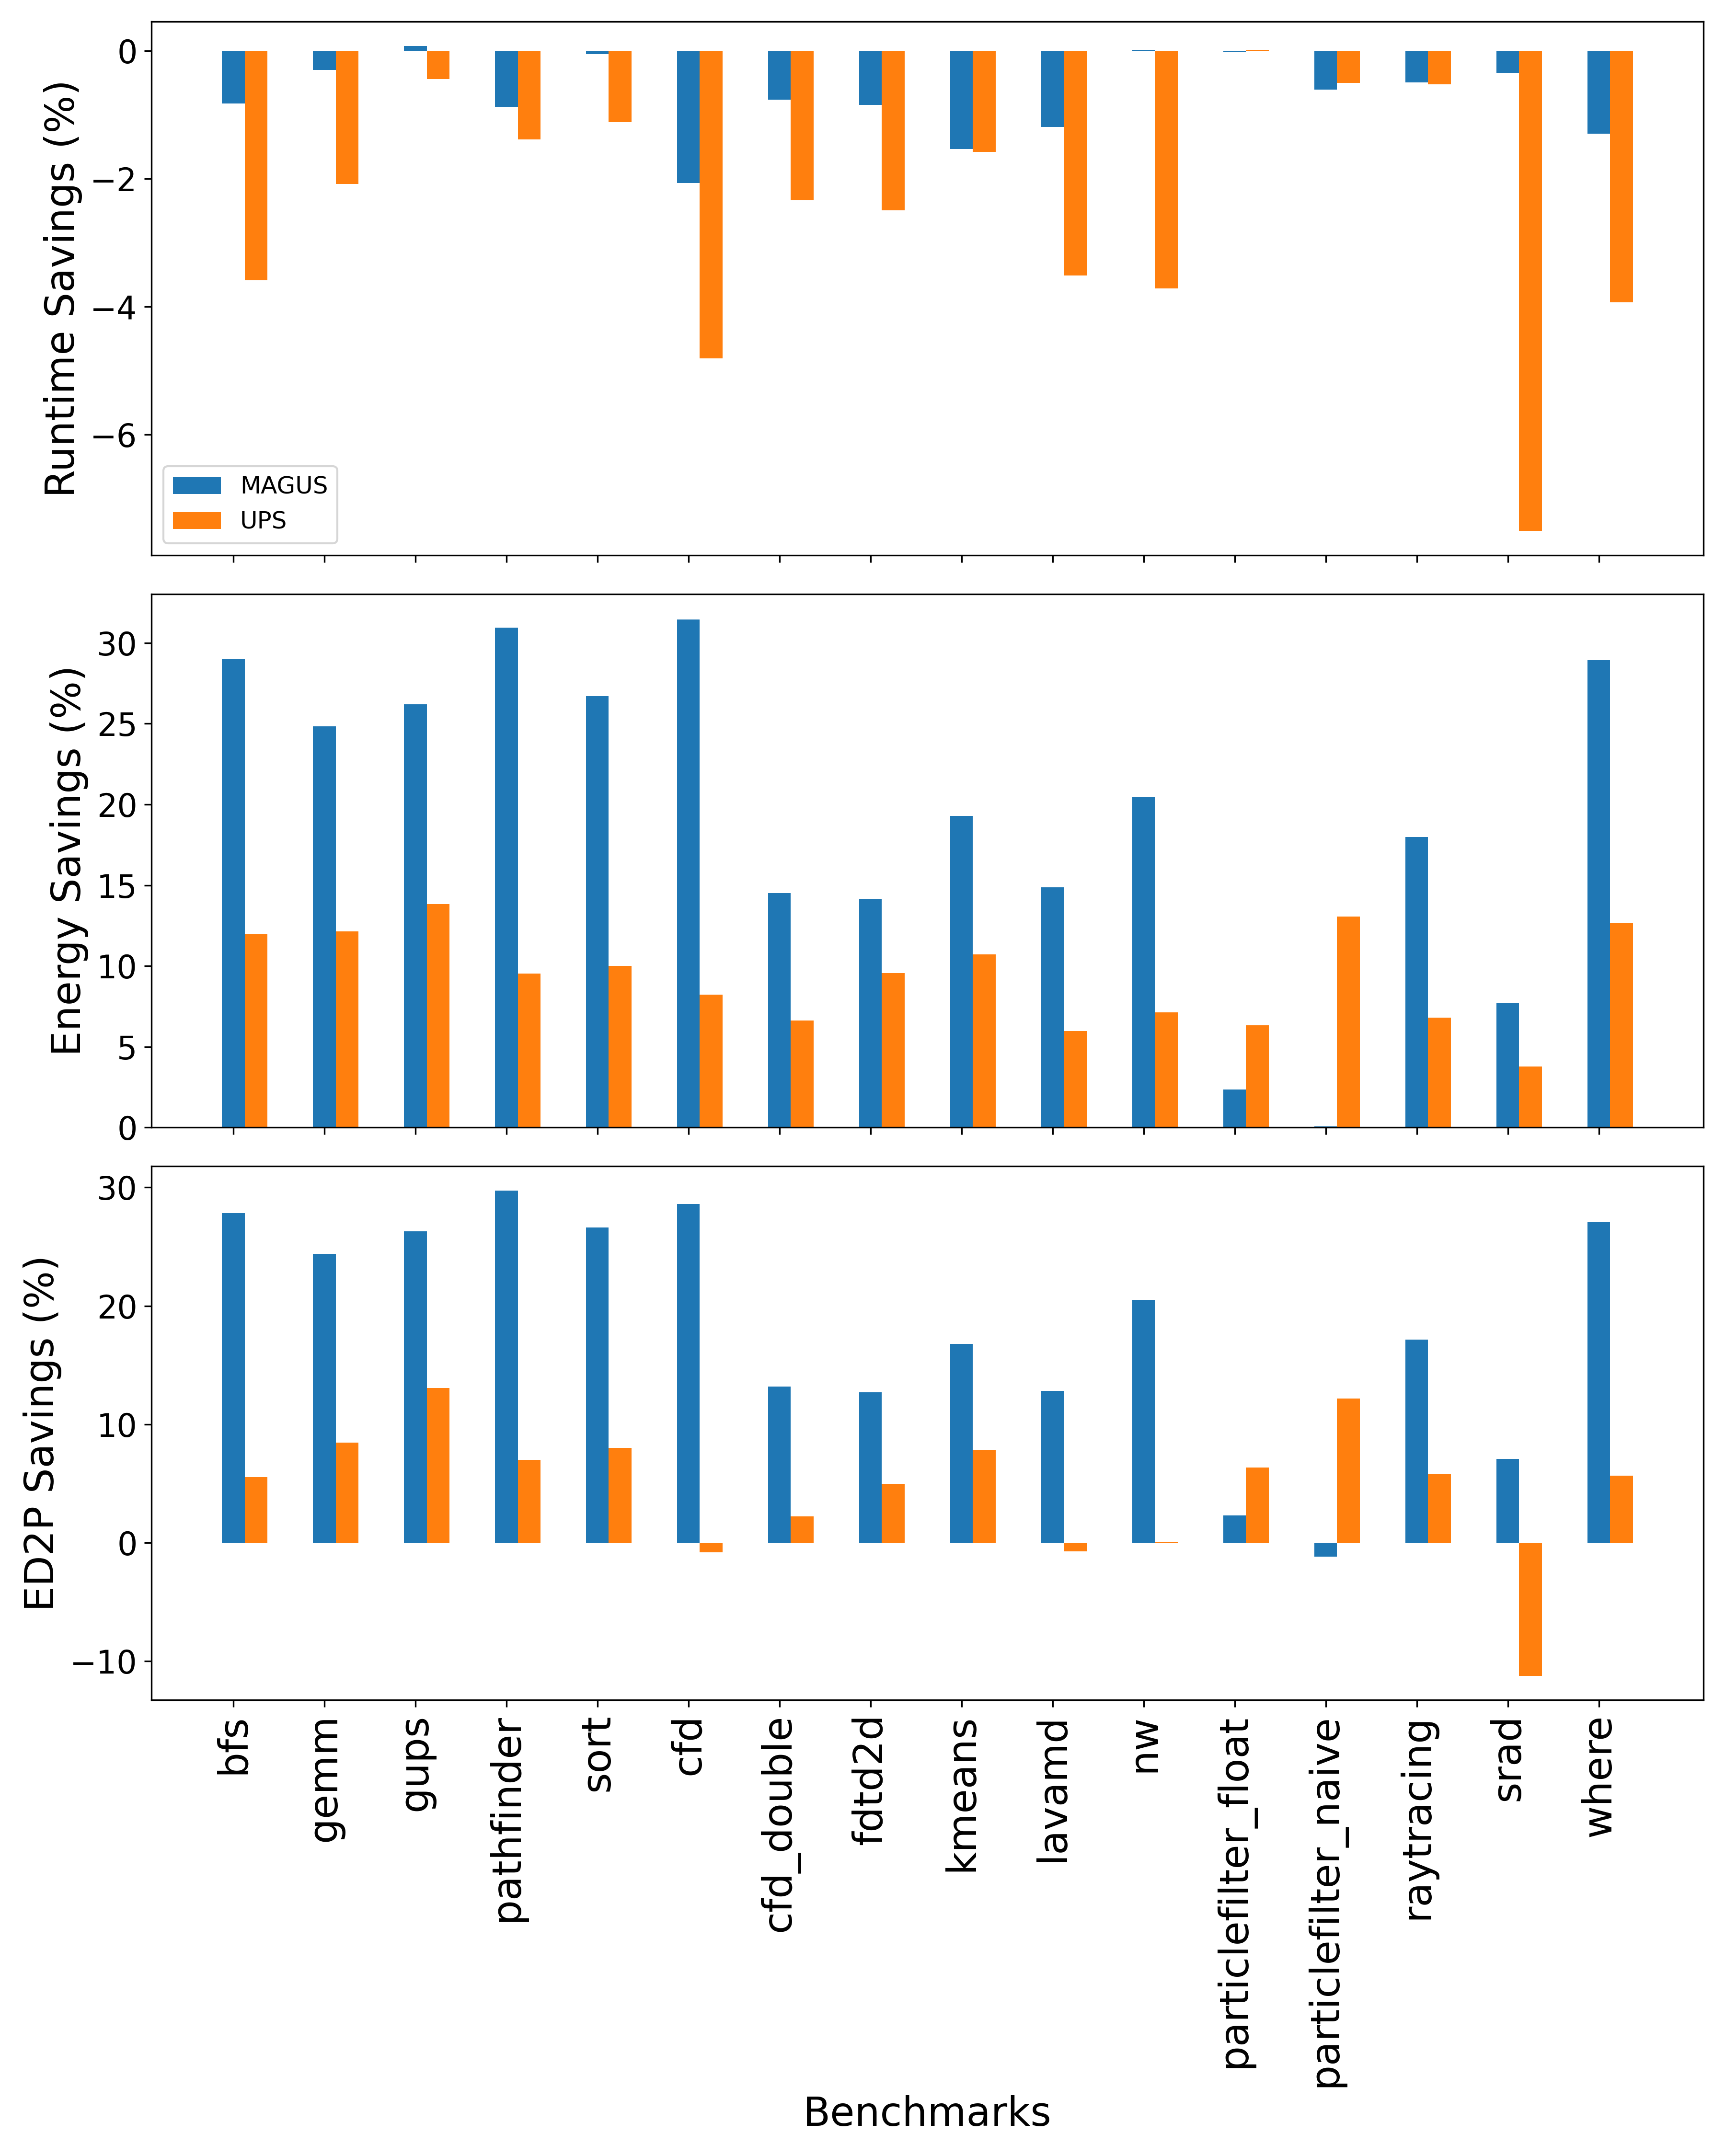 Runtime Savings (%)
0
−2
−4
−6
MAGUS
UPS
Energy Savings (%)
30
25
20
15
10
5
0
ED2P Savings (%)
30
20
10
0
−10
bfs
gemm
gups
pathfinder
sort
cfd
cfd_double
fdtd2d
kmeans
lavamd
nw
particlefilter_float
particlefilter_naive
raytracing
srad
where
Benchmarks